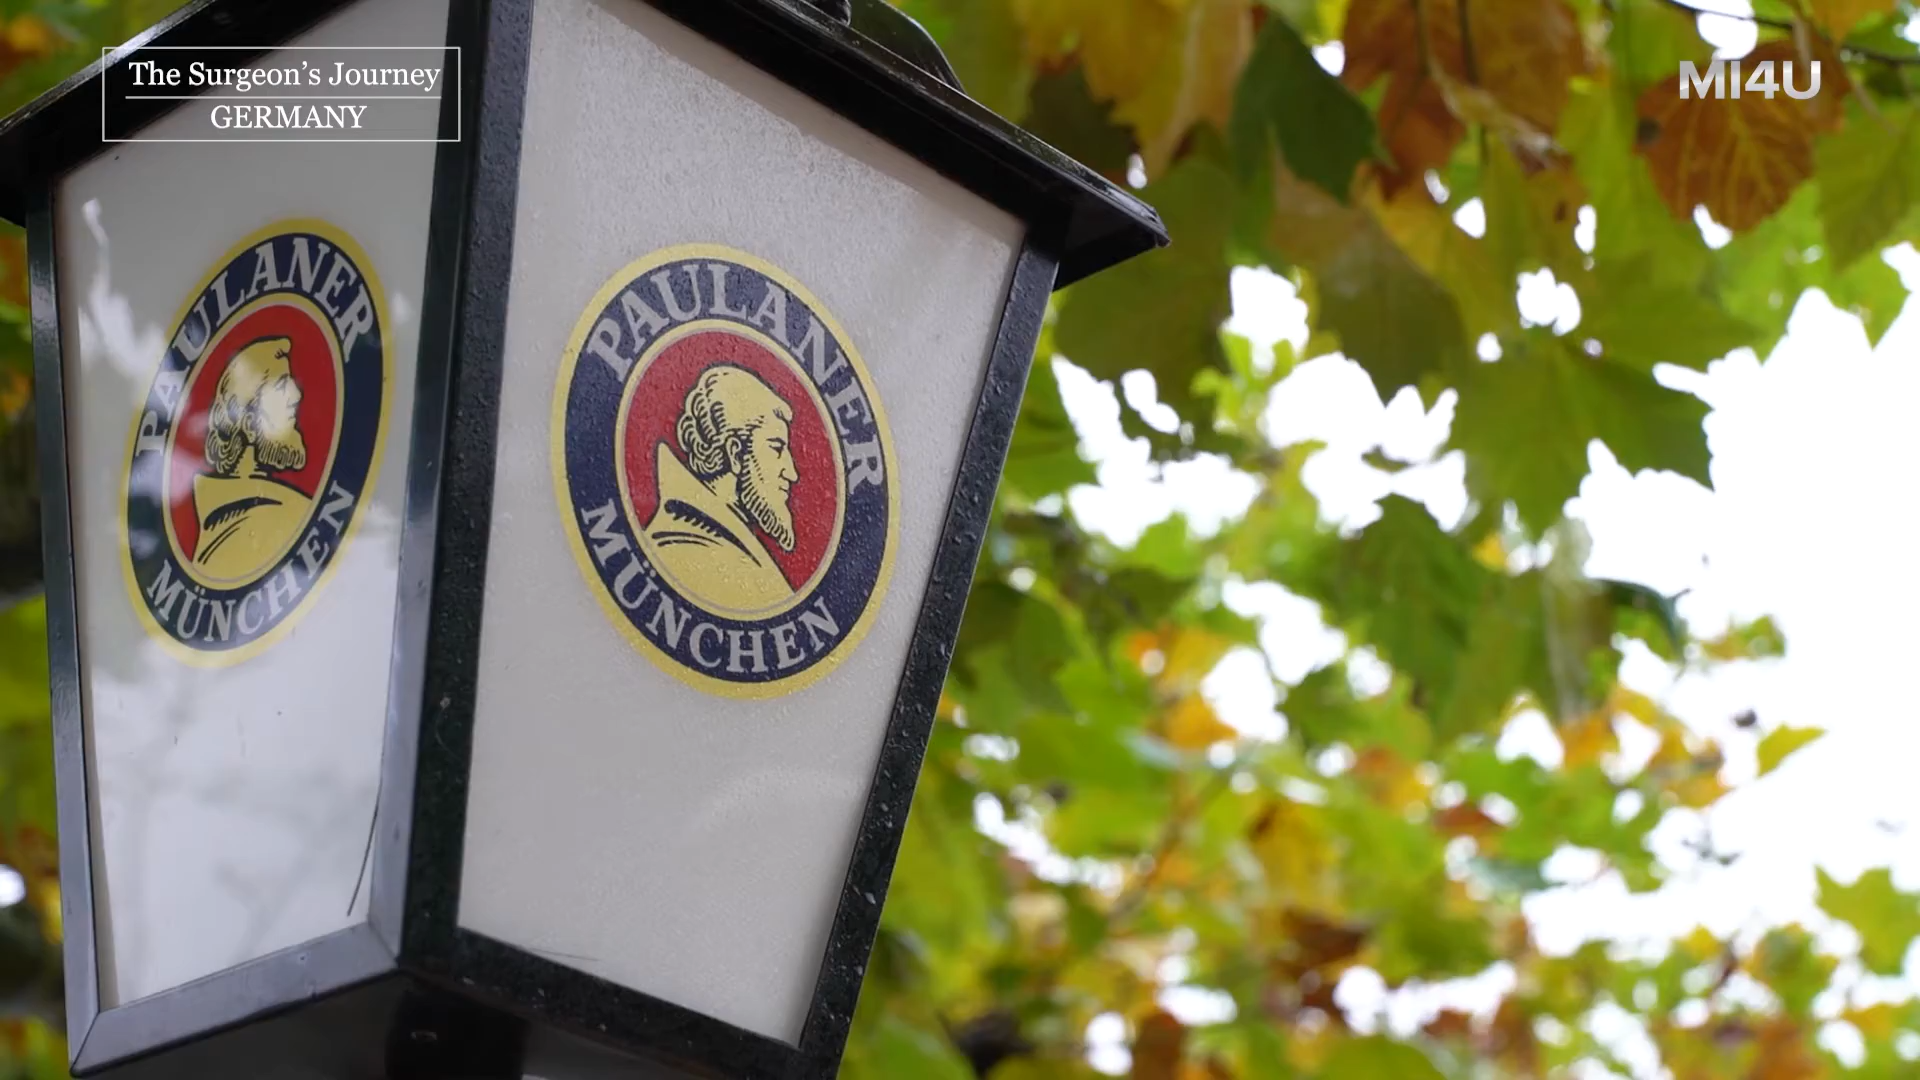 The Surgeon's Journey
GERMANY
MI4U
PAULANER
MÜNCHEN
PAULANER
MÜNCHEN